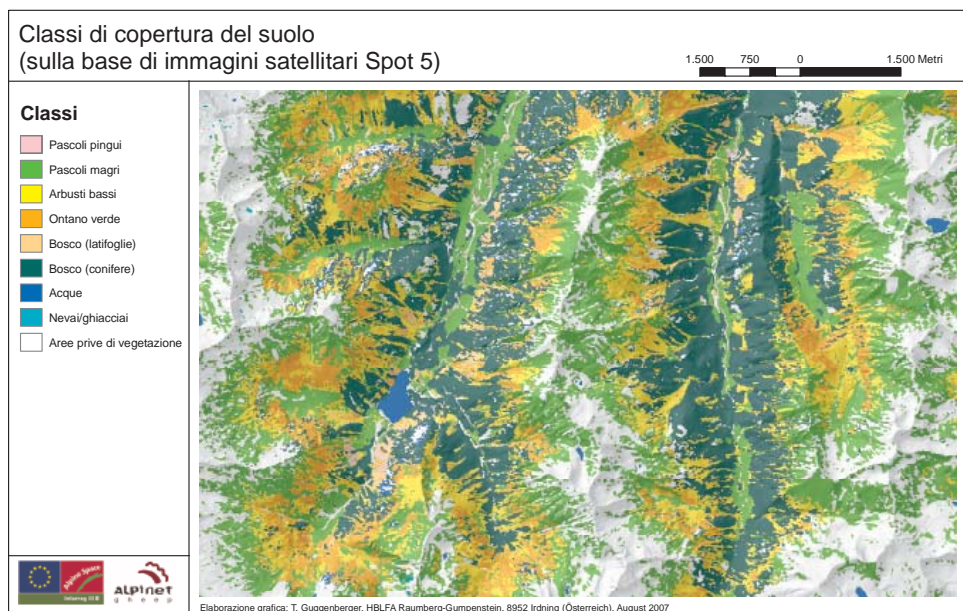 Classi di copertura del suolo
(sulla base di immagini satellitari Spot 5)
1.500 750 0 1.500 Metri
Classi
Pascoli pingui
Pascoli magri
Arbusti bassi
Ontano verde
Bosco (latifoglie)
Bosco (conifere)
Acque
Nevai/ghiacciai
Aree prive di vegetazione
Alpine Space
Interreg III B
ALPInet
gheep
Elaborazione grafica: T. Guggenberger, HBLFA Raumberg-Gumpenstein, 8952 Irdning (Österreich), August 2007